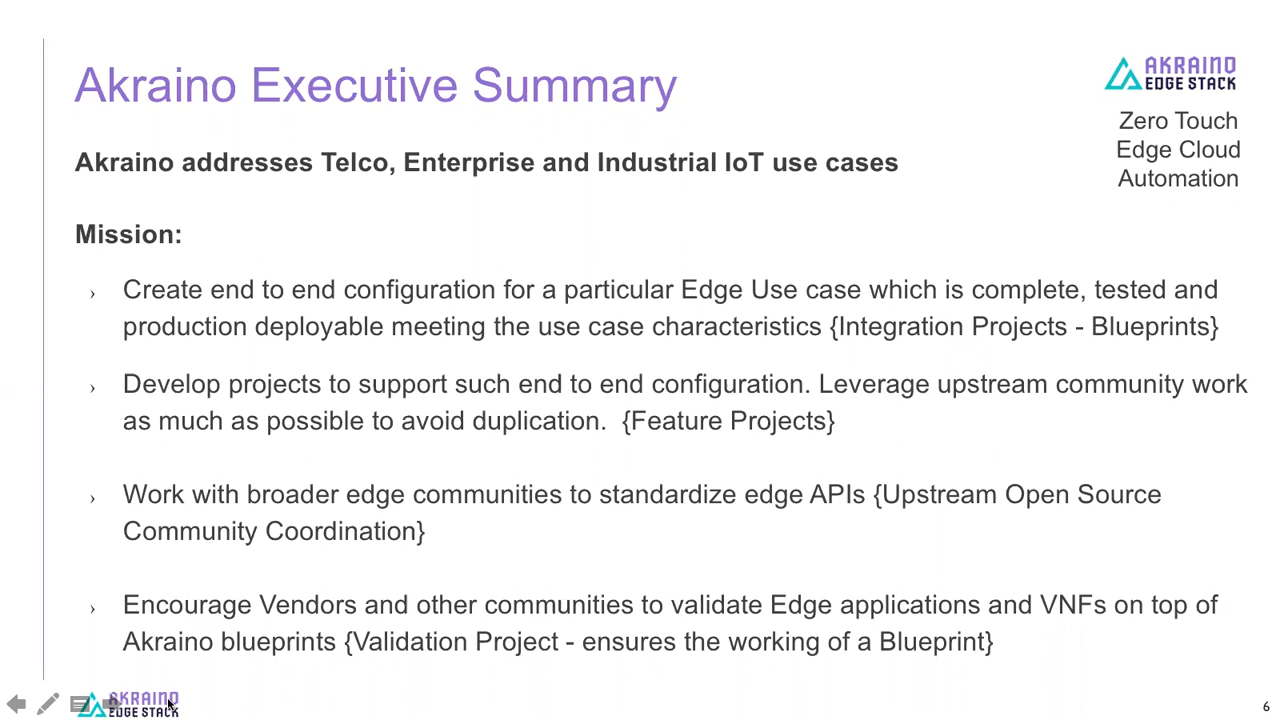 Akraino Executive Summary
AKRAINO
EDGE STACK
Zero Touch
Edge Cloud
Automation
Akraino addresses Telco, Enterprise and Industrial IoT use cases
Mission:
› Create end to end configuration for a particular Edge Use case which is complete, tested and
production deployable meeting the use case characteristics {Integration Projects - Blueprints}
› Develop projects to support such end to end configuration. Leverage upstream community work
as much as possible to avoid duplication.  {Feature Projects}
› Work with broader edge communities to standardize edge APIs {Upstream Open Source
Community Coordination}
› Encourage Vendors and other communities to validate Edge applications and VNFs on top of
Akraino blueprints {Validation Project - ensures the working of a Blueprint}
AKRAINO
EDGE STACK
6